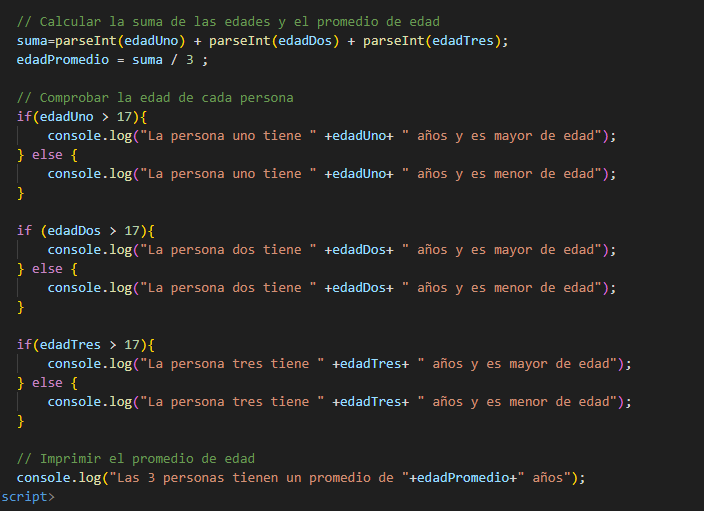 // Calcular la suma de las edades y el promedio de edad
suma=parseInt(edadUno) + parseInt(edadDos) + parseInt(edadTres);
edadPromedio = suma / 3 ;
// Comprobar la edad de cada persona
if(edadUno > 17){
console.log("La persona uno tiene " +edadUno+ " años y es mayor de edad");
} else {
console.log("La persona uno tiene " +edadUno+ " años y es menor de edad");
}
if (edadDos > 17){
console.log("La persona dos tiene " +edadDos+ " años y es mayor de edad");
} else {
console.log("La persona dos tiene " +edadDos+ " años y es menor de edad");
}
if(edadTres > 17){
console.log("La persona tres tiene " +edadTres+ " años y es mayor de edad");
} else {
console.log("La persona tres tiene " +edadTres+ " años y es menor de edad");
}
// Imprimir el promedio de edad
console.log("Las 3 personas tienen un promedio de "+edadPromedio+" años");
script>